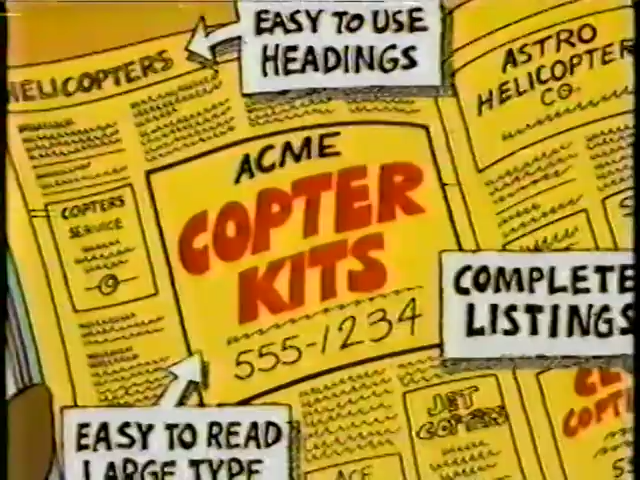 EASY TO USE
HEADINGS
HELICOPTERS
ASTRO
HELICOPTER
CO.
ACME
COPTER
KITS
555-1234
COPTERS
SERVICE
COMPLETE
LISTINGS
EASY TO READ
LARGE TYPE
JET
COPTERS
ACE